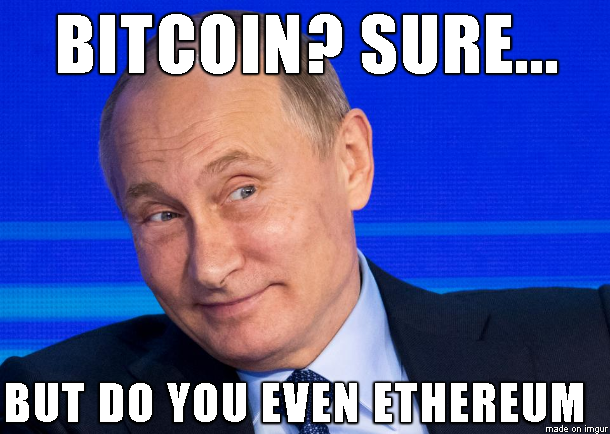 BITCOIN? SURE...
BUT DO YOU EVEN ETHEREUM
made on imgur